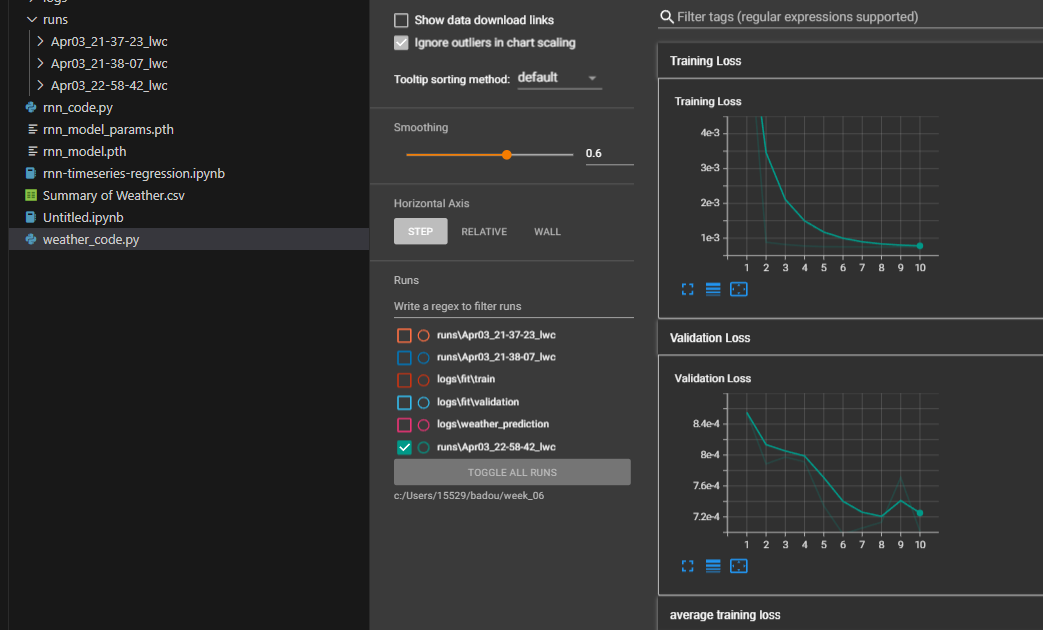 logs
runs
Apr03_21-37-23_lwc
Apr03_21-38-07_lwc
Apr03_22-58-42_lwc
rnn_code.py
rnn_model_params.pth
rnn_model.pth
rnn-timeseries-regression.ipynb
Summary of Weather.csv
Untitled.ipynb
weather_code.py
Show data download links
Ignore outliers in chart scaling
Tooltip sorting method: default
Smoothing
0.6
Horizontal Axis
STEP RELATIVE WALL
Runs
Write a regex to filter runs
runs\Apr03_21-37-23_lwc
runs\Apr03_21-38-07_lwc
logs\fit\train
logs\fit\validation
logs\weather_prediction
runs\Apr03_22-58-42_lwc
TOGGLE ALL RUNS
c:/Users/15529/badou/week_06
Filter tags (regular expressions supported)
Training Loss
Training Loss
4e-3
3e-3
2e-3
1e-3
1 2 3 4 5 6 7 8 9 10
Validation Loss
Validation Loss
8.4e-4
8e-4
7.6e-4
7.2e-4
1 2 3 4 5 6 7 8 9 10
average training loss